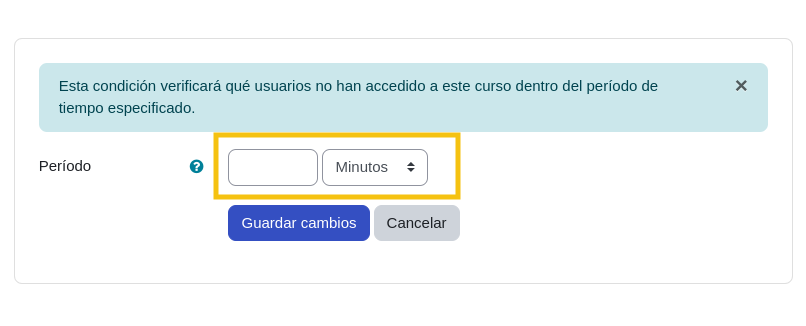 Esta condición verificará qué usuarios no han accedido a este curso dentro del período de
tiempo especificado.
×
Período ?
Minutos
Guardar cambios Cancelar